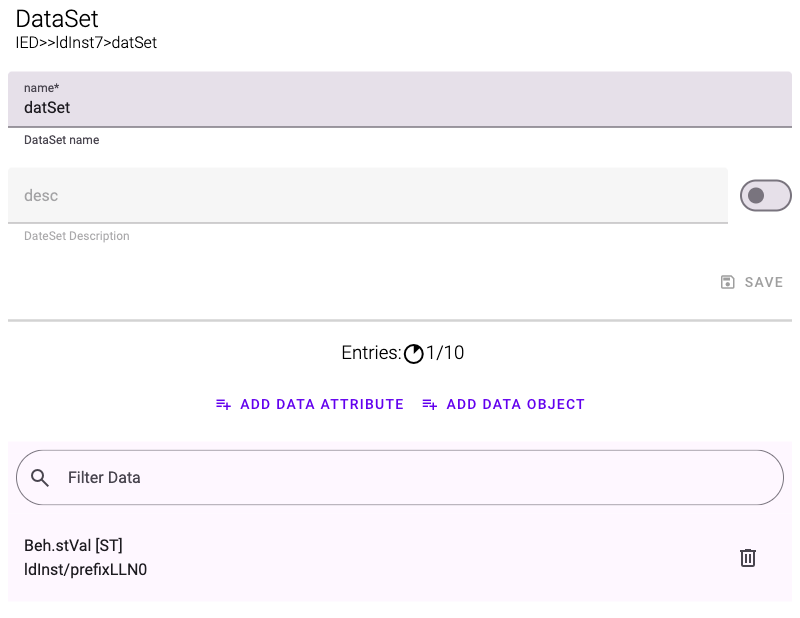 DataSet
IED>>ldInst7>datSet
name*
datSet
DataSet name
desc
DateSet Description
SAVE
Entries: 1/10
ADD DATA ATTRIBUTE ADD DATA OBJECT
Filter Data
Beh.stVal [ST]
ldInst/prefixLLN0